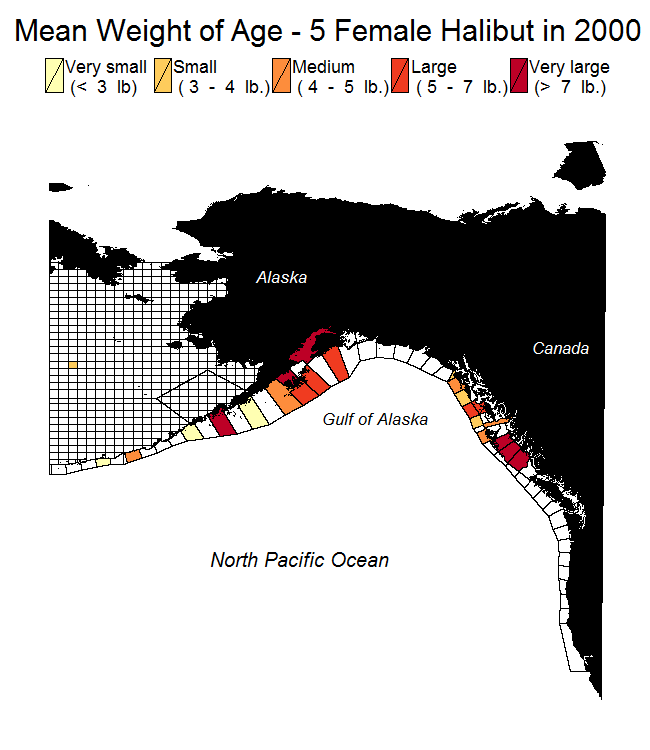 Mean Weight of Age - 5 Female Halibut in 2000
Very small Small Medium Large Very large
(< 3 lb) ( 3 - 4 lb.) ( 4 - 5 lb.) ( 5 - 7 lb.) (> 7 lb.)
Alaska
Canada
Gulf of Alaska
North Pacific Ocean